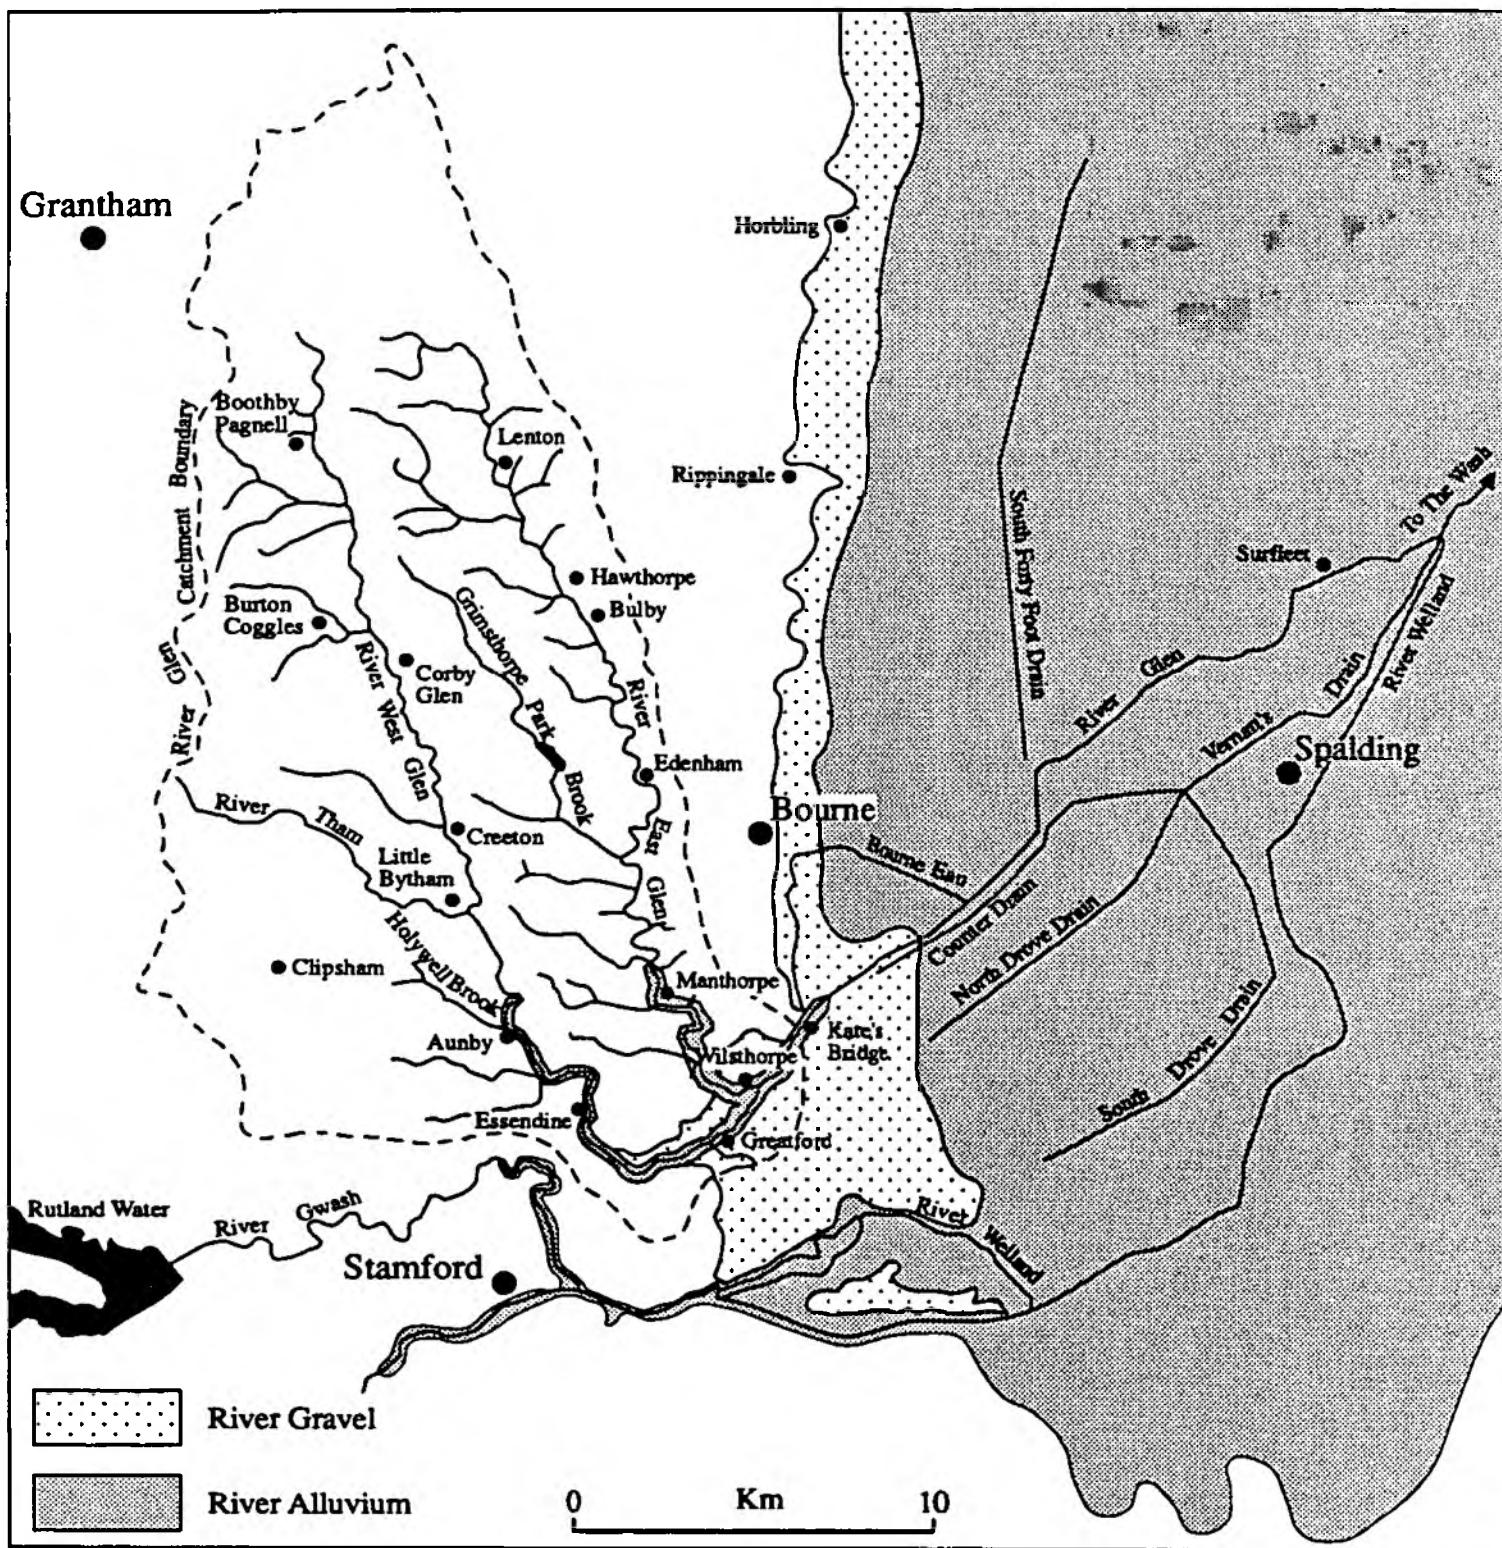 Grantham
Horbling
Boothby
Pagnell
Lenton
Rippingale
Catchment Boundary
River Glen
To The Wash
Surfleet
South Forty Foot Drain
Hawthorpe
Bulby
Burton
Coggles
Grimsthorpe Park Brook
Corby
Glen
River West Glen
River East Glen
River Glen
Vernam's Drain
River Welland
Spalding
Edenham
Bourne
River Tham
Creeton
Little
Bytham
Bourne Eau
Counter Drain
North Drove Drain
Clipsham
Holywell Brook
Manthorpe
Aunby
Wilsthorpe
Kate's
Bridge
South Drove Drain
Essendine
Greatford
Rutland Water
River Gwash
River Welland
Stamford
River Gravel
River Alluvium
0 Km 10